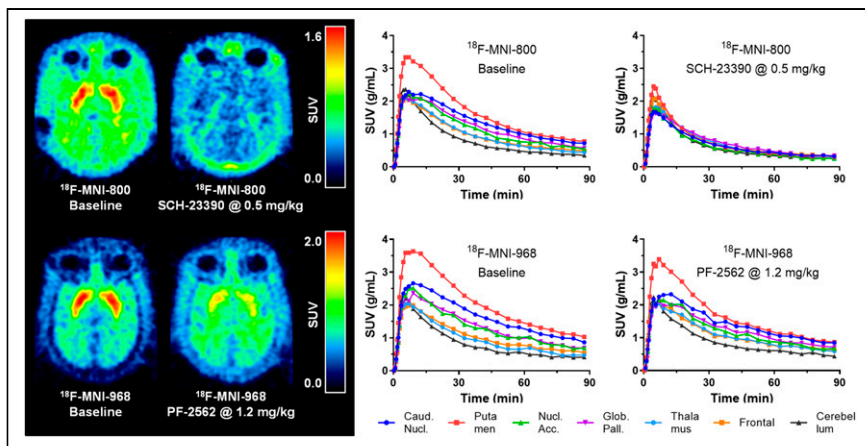 1.6
SUV
0.0
¹⁸F-MNI-800
Baseline
¹⁸F-MNI-800
SCH-23390 @ 0.5 mg/kg
2.0
SUV
0.0
¹⁸F-MNI-968
Baseline
¹⁸F-MNI-968
PF-2562 @ 1.2 mg/kg
¹⁸F-MNI-800
Baseline
SUV (g/mL)
4
3
2
1
0
0 30 60 90
Time (min)
¹⁸F-MNI-800
SCH-23390 @ 0.5 mg/kg
SUV (g/mL)
4
3
2
1
0
0 30 60 90
Time (min)
¹⁸F-MNI-968
Baseline
SUV (g/mL)
4
3
2
1
0
0 30 60 90
Time (min)
¹⁸F-MNI-968
PF-2562 @ 1.2 mg/kg
SUV (g/mL)
4
3
2
1
0
0 30 60 90
Time (min)
Caud.
Nucl.
Puta
men
Nucl.
Acc.
Glob.
Pall.
Thala
mus
Frontal
Cerebel
lum